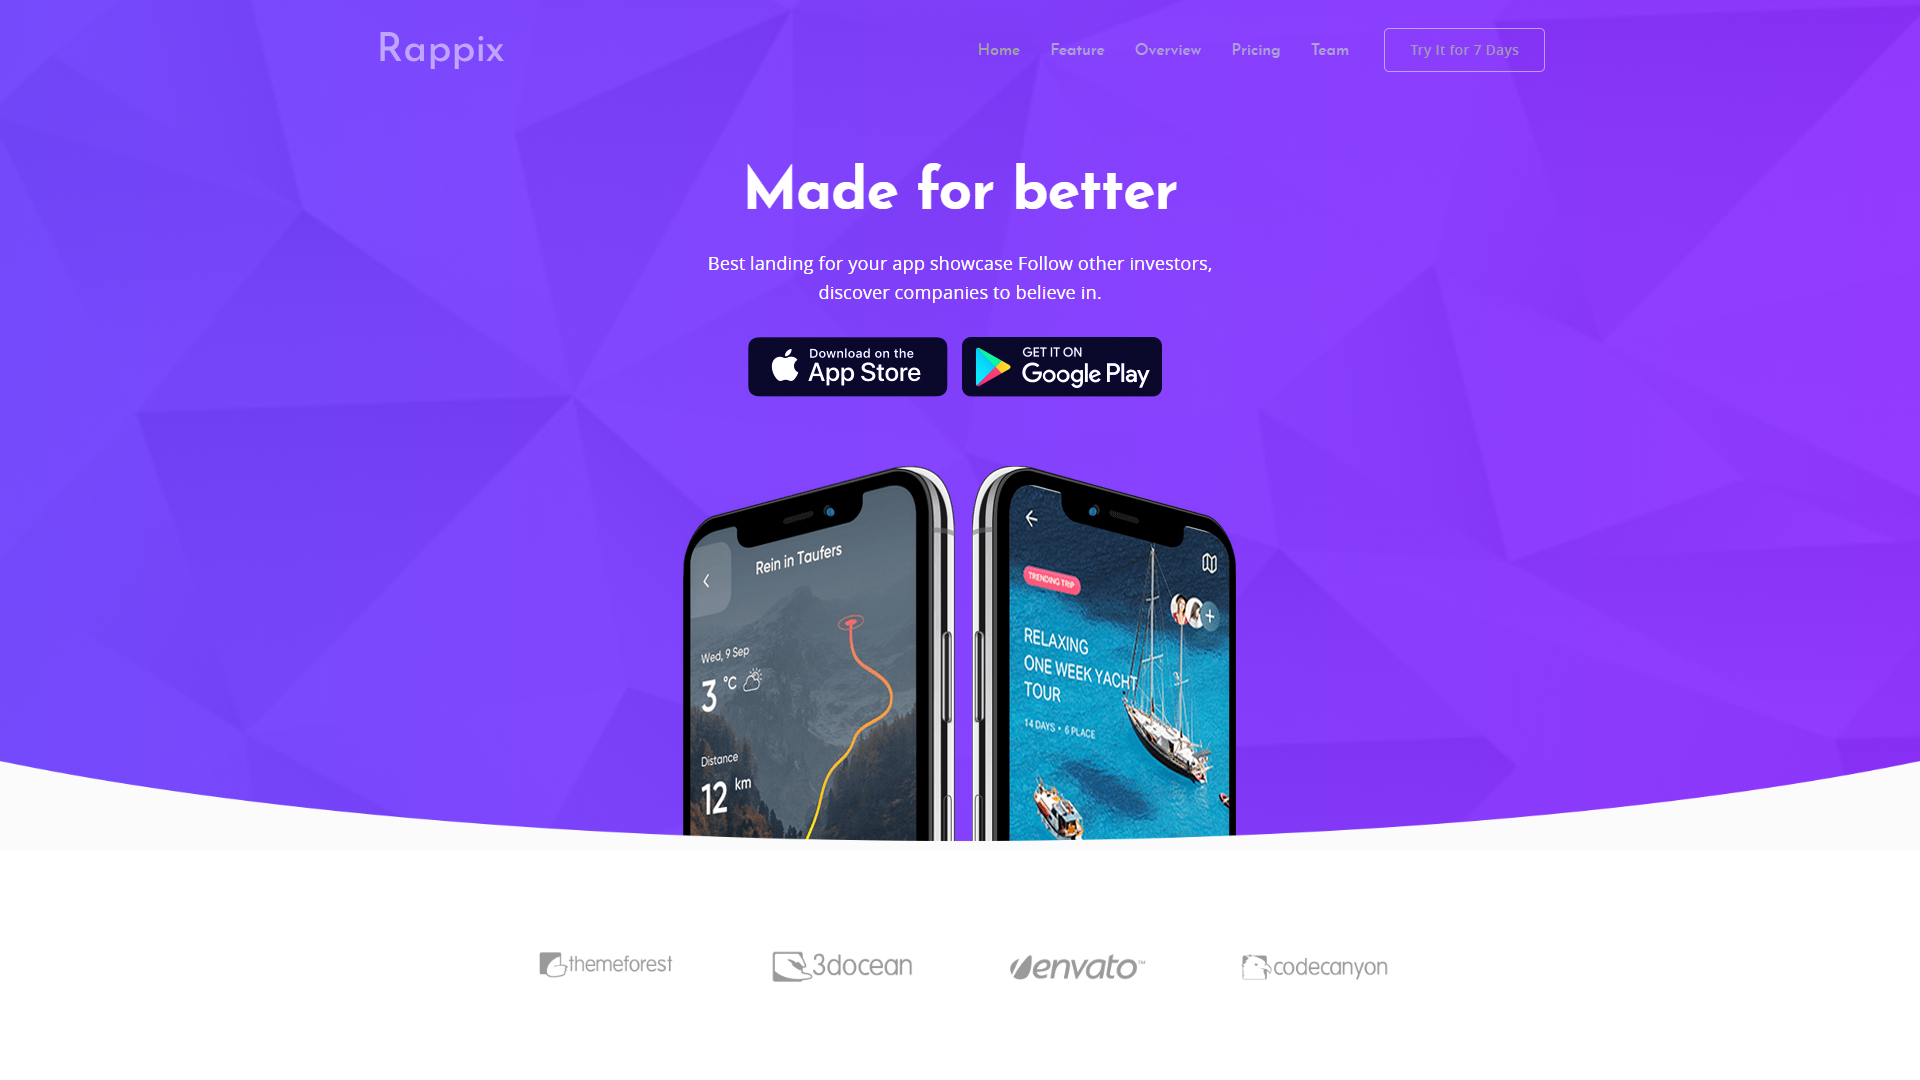 Rappix
Home Feature Overview Pricing Team Try It for 7 Days
Made for better
Best landing for your app showcase Follow other investors,
discover companies to believe in.
Download on the
App Store
GET IT ON
Google Play
Rein in Taufers
Wed, 9 Sep
3 °C
Distance
12 km
TRENDING TRIP
RELAXING
ONE WEEK YACHT
TOUR
14 DAYS • 6 PLACE
themeforest
3docean
envato™
codecanyon